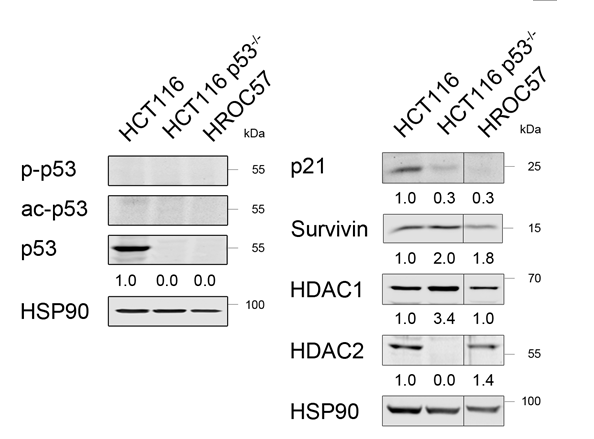 HCT116 HCT116 p53-/- HROC57
kDa
p-p53 55
ac-p53 55
p53 55
1.0 0.0 0.0
HSP90 100
HCT116 HCT116 p53-/- HROC57
kDa
p21 25
1.0 0.3 0.3
Survivin 15
1.0 2.0 1.8
HDAC1 70
1.0 3.4 1.0
HDAC2 55
1.0 0.0 1.4
HSP90 100